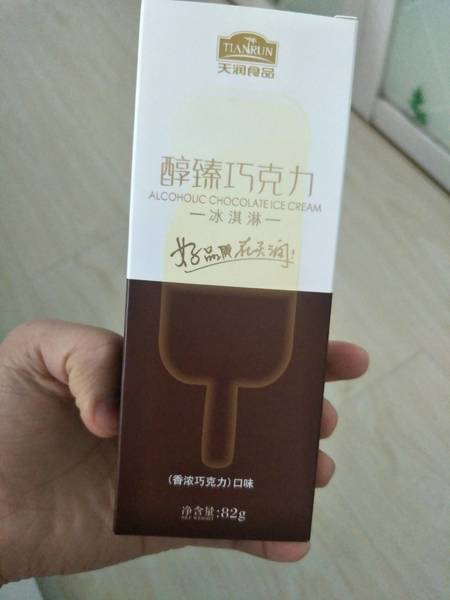 TIANRUN
天润食品
醇臻巧克力
ALCOHOLIC CHOCOLATE ICE CREAM
冰淇淋
好品质在天润!
(香浓巧克力)口味
净含量:82g
NET WEIGHT